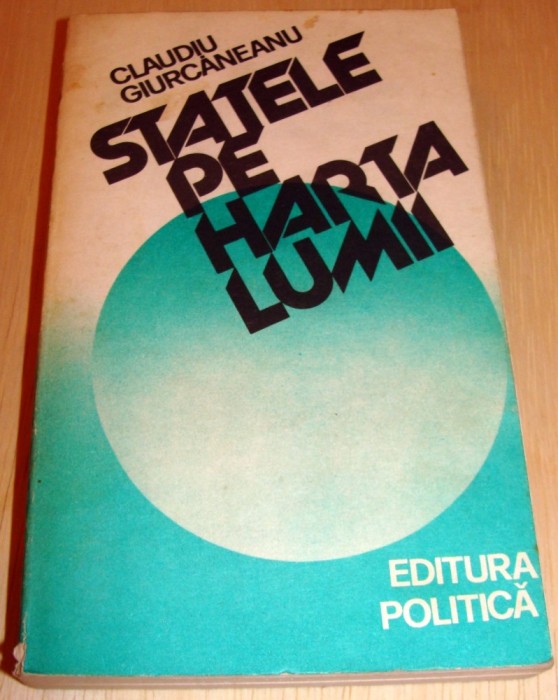 CLAUDIU
GIURCĂNEANU
STATELE
PE
HARTA
LUMII
EDITURA
POLITICĂ